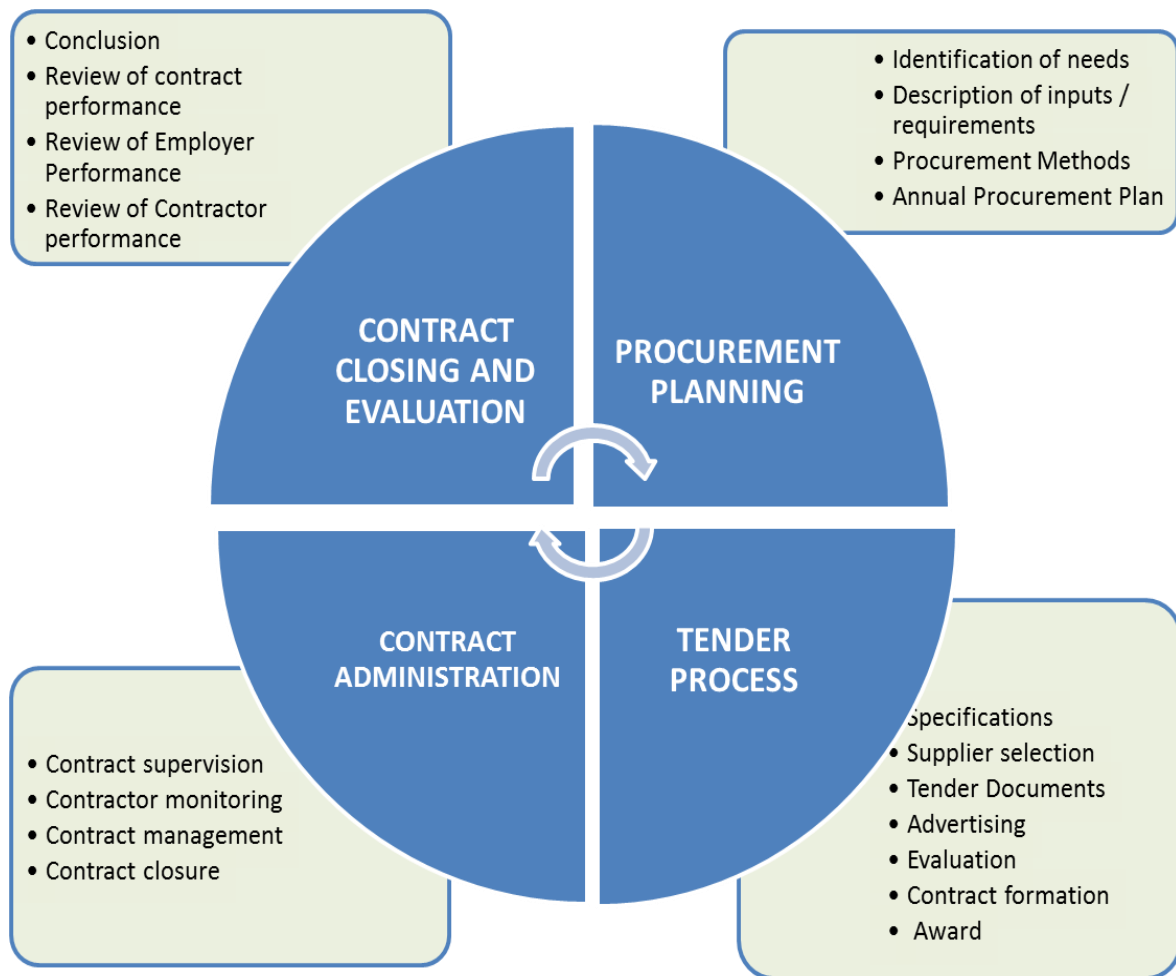 • Conclusion
• Review of contract
performance
• Review of Employer
Performance
• Review of Contractor
performance
• Identification of needs
• Description of inputs /
requirements
• Procurement Methods
• Annual Procurement Plan
CONTRACT
CLOSING AND
EVALUATION
PROCUREMENT
PLANNING
CONTRACT
ADMINISTRATION
TENDER
PROCESS
• Contract supervision
• Contractor monitoring
• Contract management
• Contract closure
Specifications
• Supplier selection
• Tender Documents
• Advertising
• Evaluation
• Contract formation
• Award